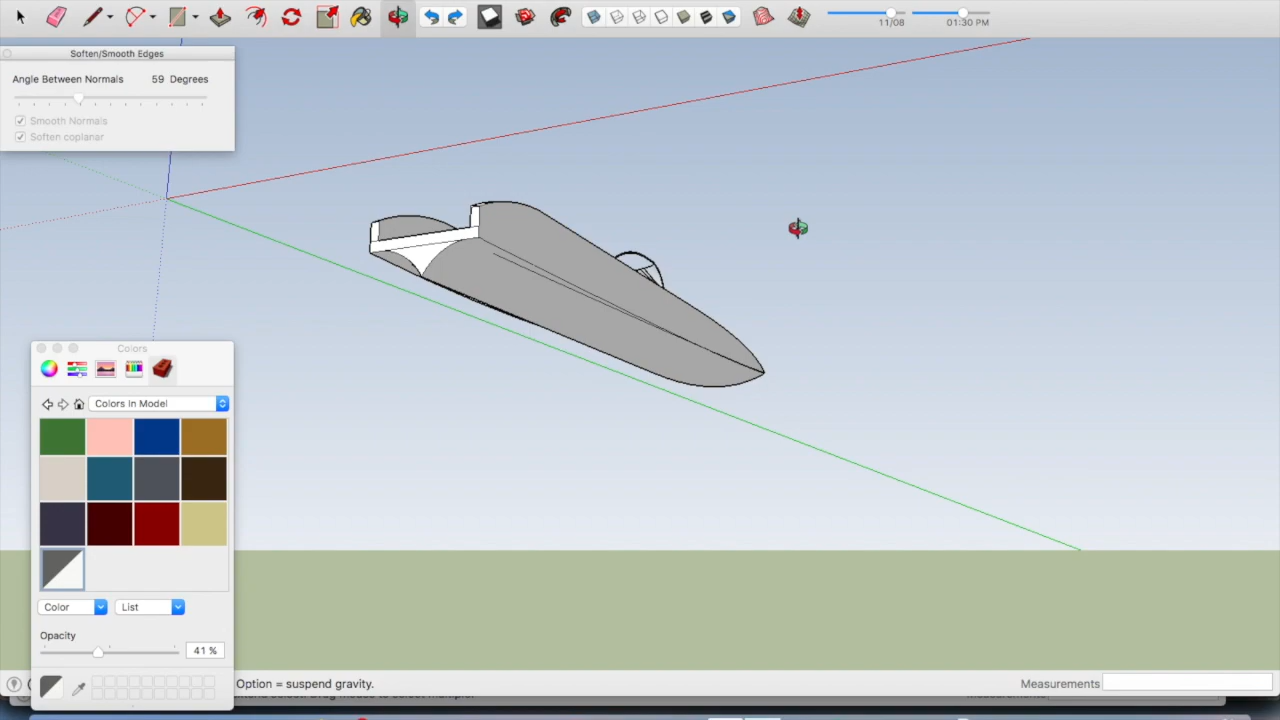 11/08
01:30 PM
Soften/Smooth Edges
Angle Between Normals 59 Degrees
Smooth Normals
Soften coplanar
Colors
Colors In Model
Color
List
Opacity
41 %
Option = suspend gravity.
Measurements